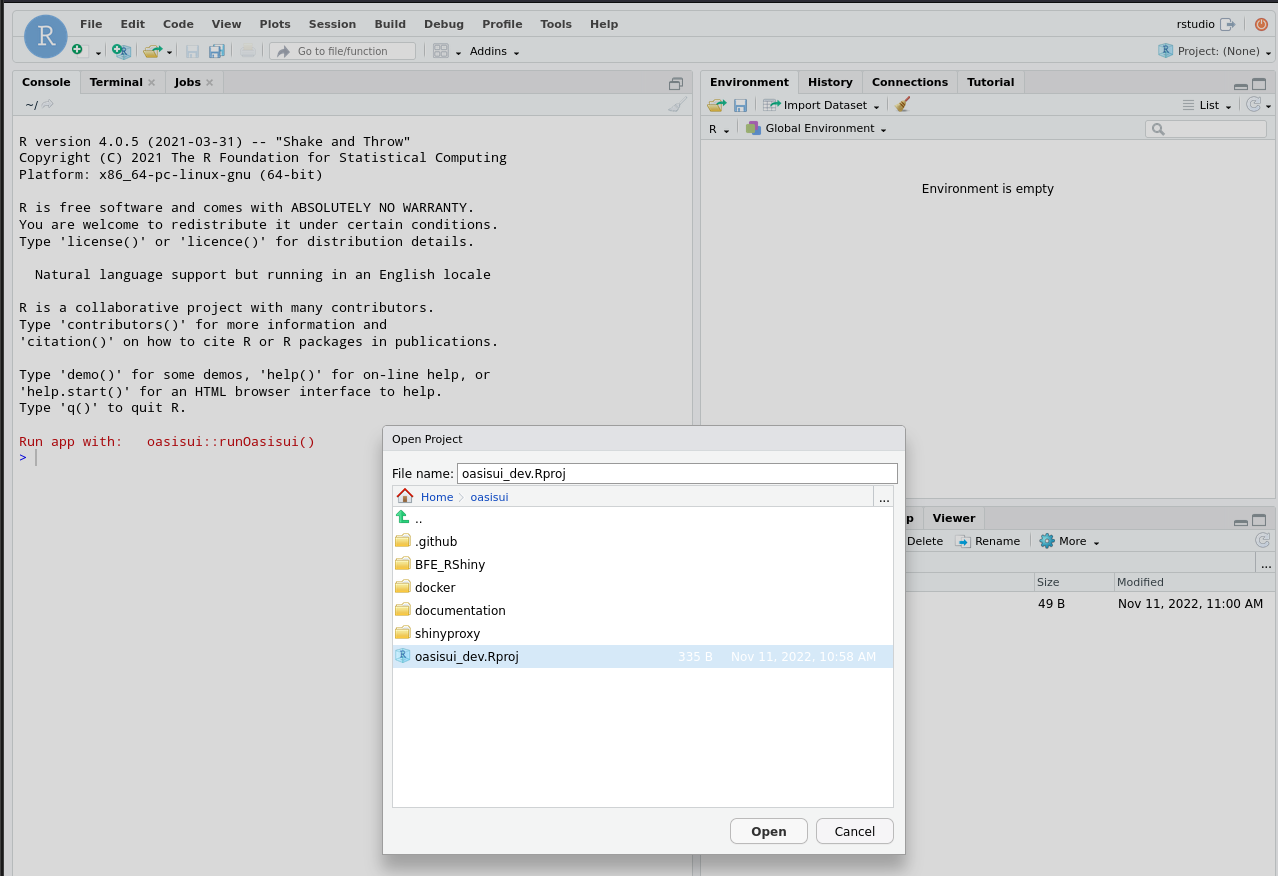 R
File Edit Code View Plots Session Build Debug Profile Tools Help
rstudio
Go to file/function
Addins
R Project: (None)
Console Terminal Jobs
~/
R version 4.0.5 (2021-03-31) -- "Shake and Throw"
Copyright (C) 2021 The R Foundation for Statistical Computing
Platform: x86_64-pc-linux-gnu (64-bit)
R is free software and comes with ABSOLUTELY NO WARRANTY.
You are welcome to redistribute it under certain conditions.
Type 'license()' or 'licence()' for distribution details.
Natural language support but running in an English locale
R is a collaborative project with many contributors.
Type 'contributors()' for more information and
'citation()' on how to cite R or R packages in publications.
Type 'demo()' for some demos, 'help()' for on-line help, or
'help.start()' for an HTML browser interface to help.
Type 'q()' to quit R.
Run app with: oasisui::runOasisui()
>
Environment History Connections Tutorial
Import Dataset
List
R Global Environment
Environment is empty
Open Project
File name: oasisui_dev.Rproj
Home oasisui ...
..
.github
BFE_RShiny
docker
documentation
shinyproxy
R oasisui_dev.Rproj 335 B Nov 11, 2022, 10:58 AM
Open Cancel
p Viewer
Delete Rename More
...
Size Modified
49 B Nov 11, 2022, 11:00 AM